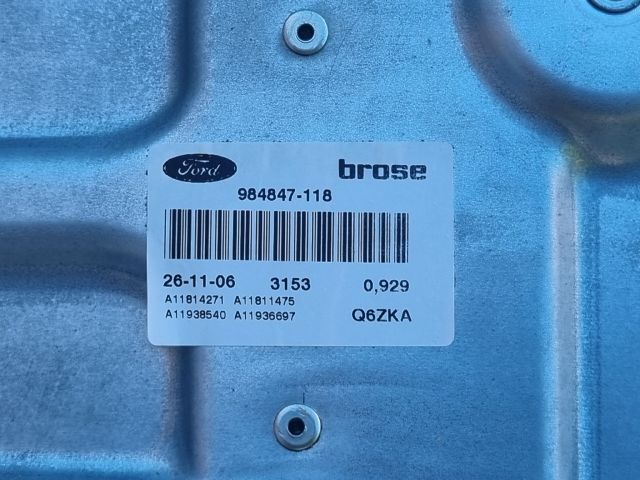 Ford brose
984847-118
26-11-06 3153 0,929
A11814271 A11811475
A11938540 A11936697 Q6ZKA